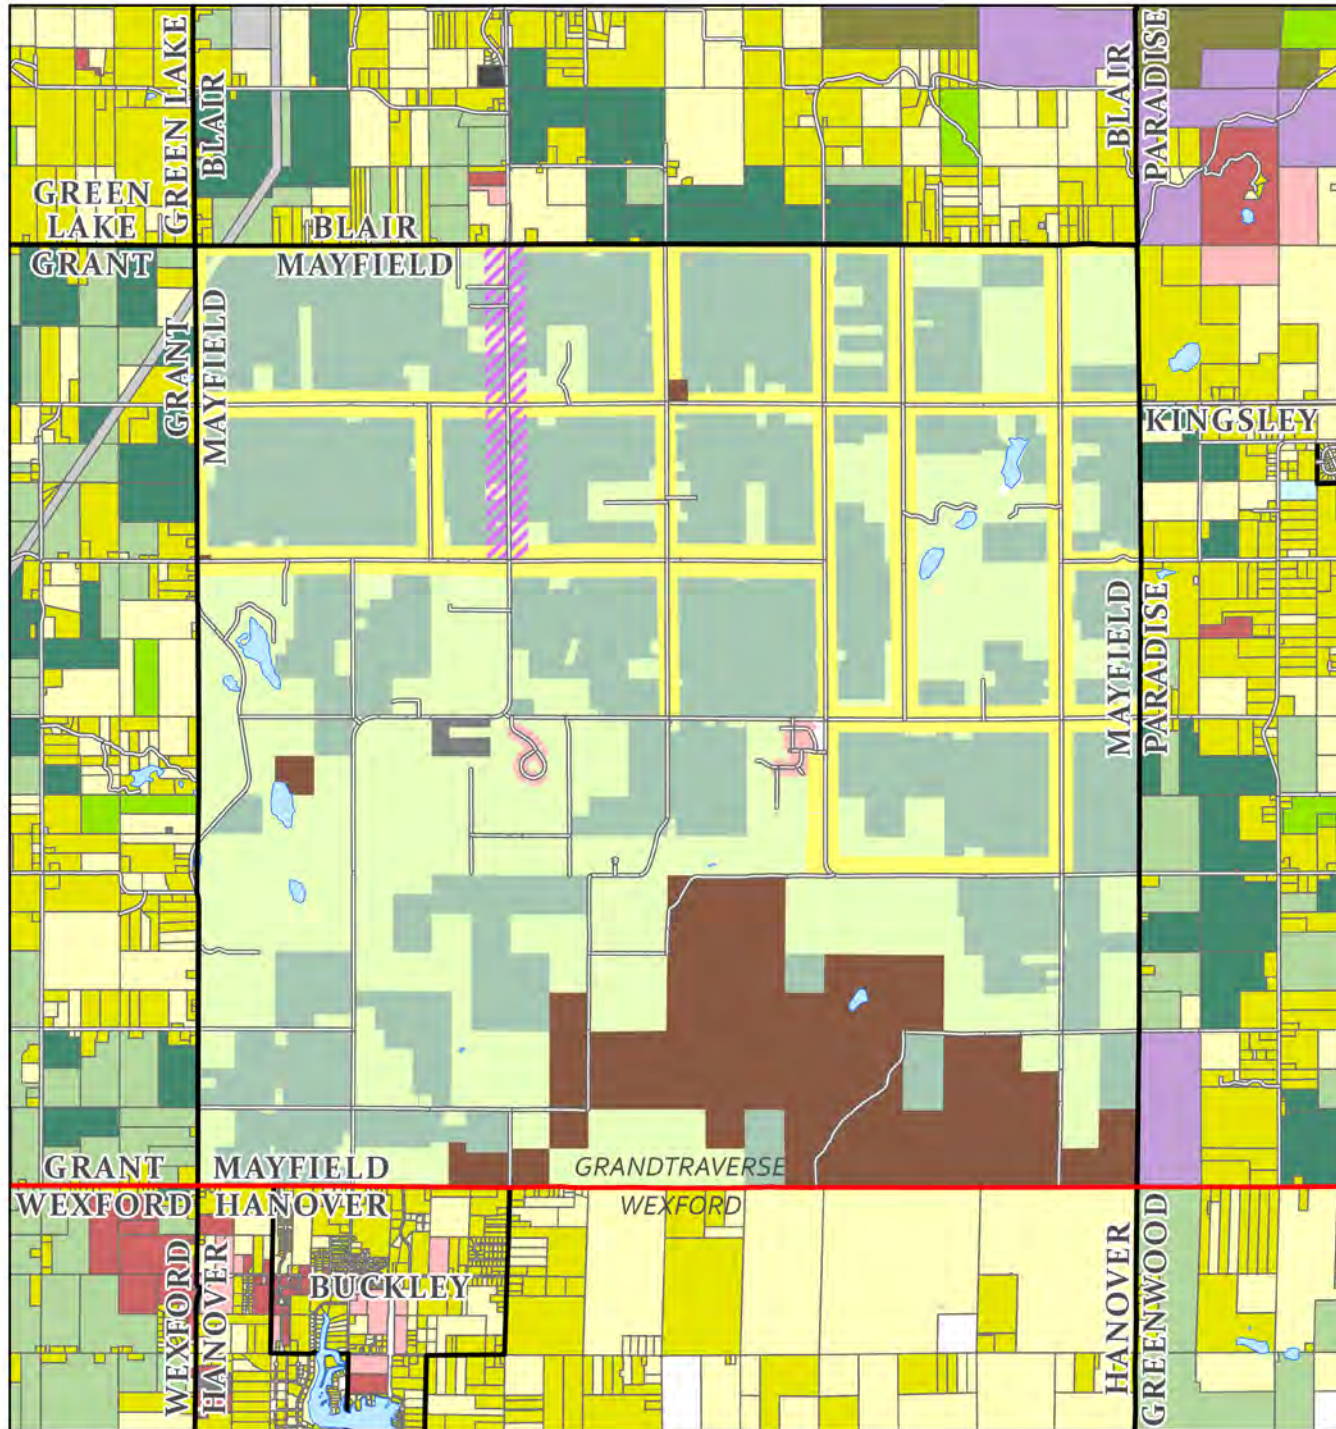 GREEN LAKE
BLAIR
BLAIR
PARADISE
GREEN
LAKE
BLAIR
GRANT
MAYFIELD
GRANT
MAYFIELD
KINGSLEY
MAYFIELD
PARADISE
GRANT
MAYFIELD
GRANDTRAVERSE
WEXFORD
HANOVER
WEXFORD
WEXFORD
HANOVER
BUCKLEY
HANOVER
GREENWOOD